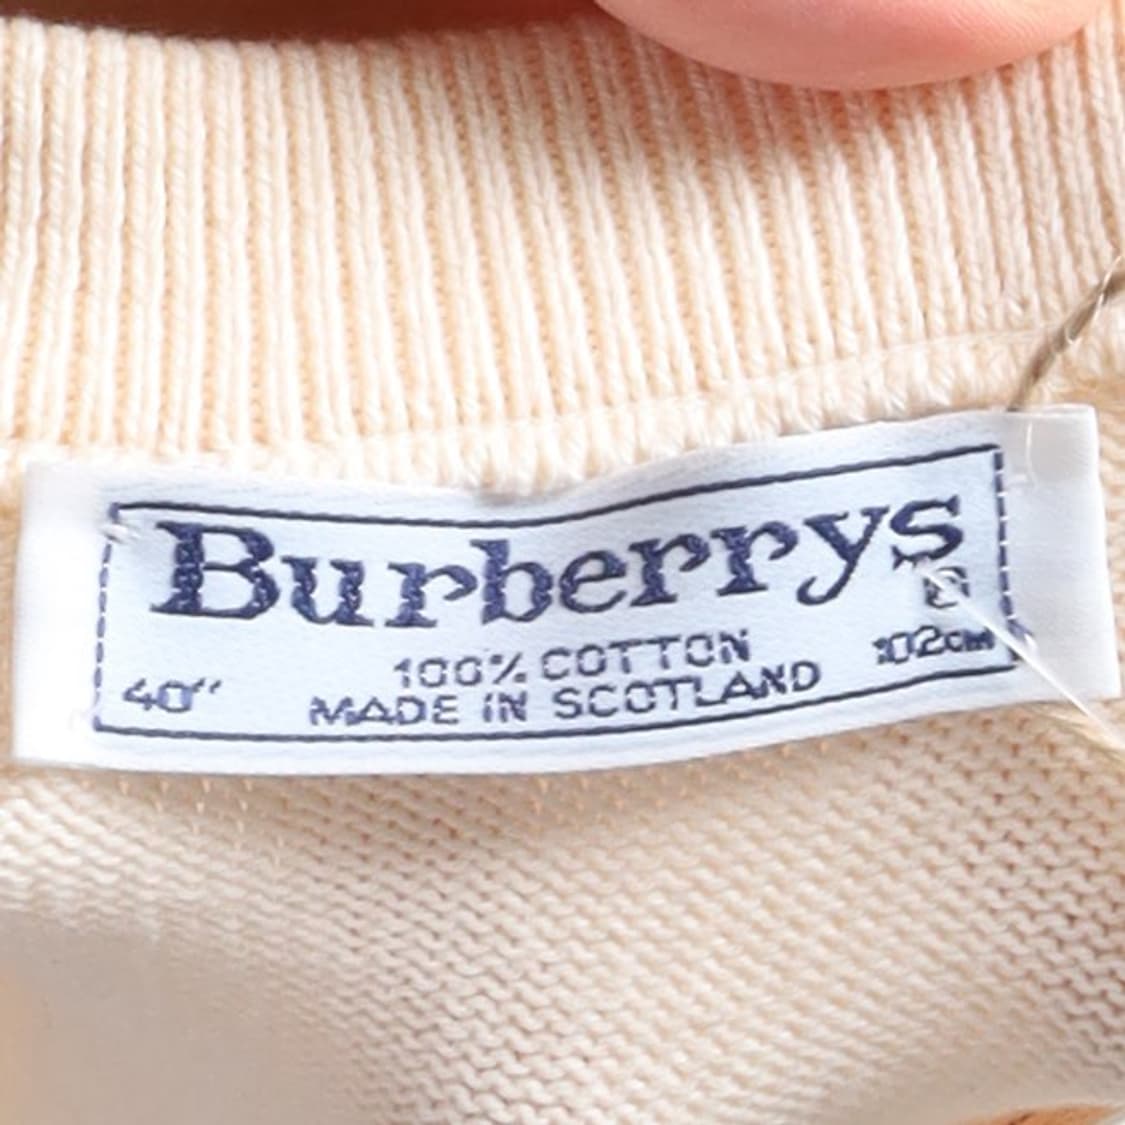 Burberrys
100% COTTON
40" 102cm
MADE IN SCOTLAND